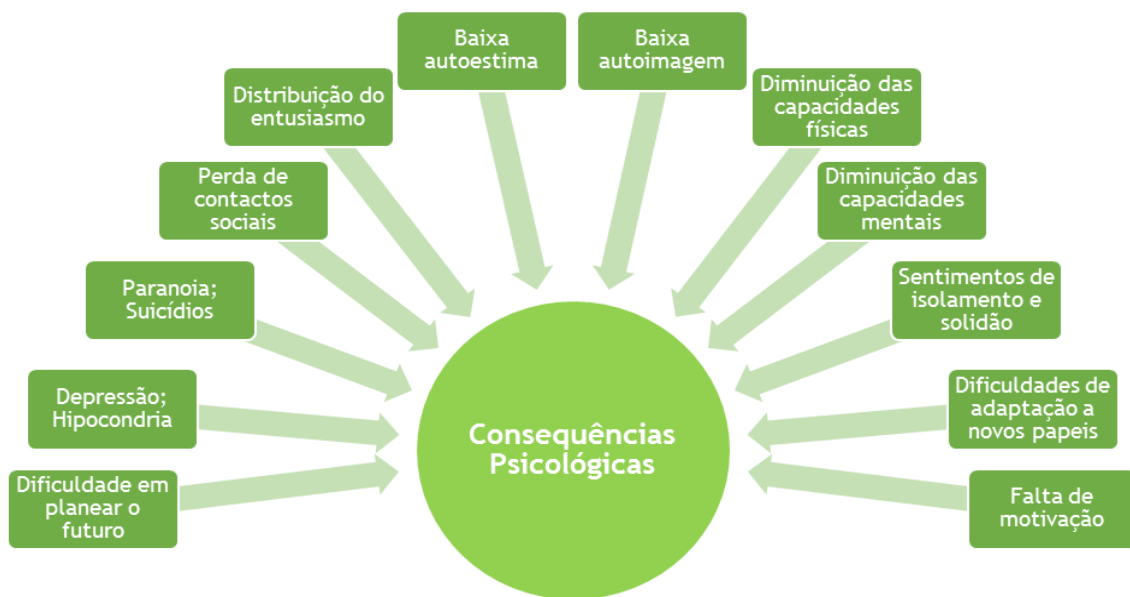 Baixa
autoestima
Baixa
autoimagem
Distribuição do
entusiasmo
Diminuição das
capacidades
físicas
Perda de
contactos
sociais
Diminuição das
capacidades
mentais
Paranoia;
Suicídios
Sentimentos de
isolamento e
solidão
Depressão;
Hipocondria
Dificuldades de
adaptação a
novos papeis
Dificuldade em
planear o
futuro
Falta de
motivação
Consequências
Psicológicas